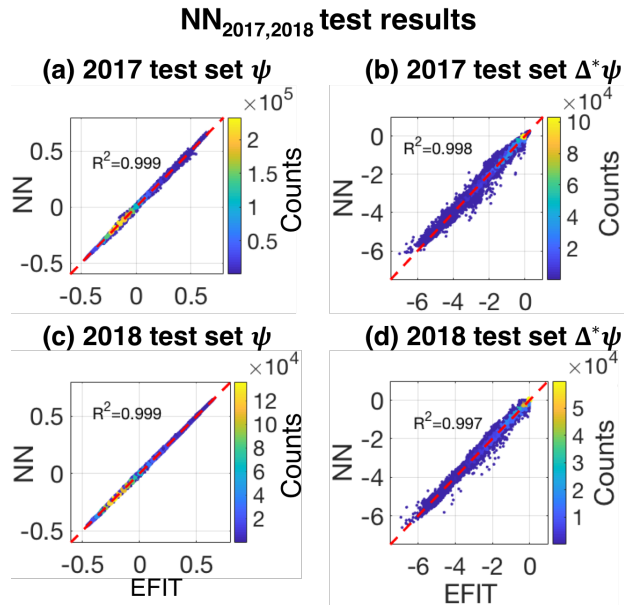 NN2017,2018 test results
(a) 2017 test set ψ
×10^5
0.5
0
-0.5
NN
R²=0.999
-0.5 0 0.5
2
1.5
1
0.5
Counts
(b) 2017 test set Δ*ψ
×10^4
0
-2
-4
-6
NN
R²=0.998
-6 -4 -2 0
10
8
6
4
2
Counts
(c) 2018 test set ψ
×10^4
0.5
0
-0.5
NN
R²=0.999
-0.5 0 0.5
EFIT
12
10
8
6
4
2
Counts
(d) 2018 test set Δ*ψ
×10^4
0
-2
-4
-6
NN
R²=0.997
-6 -4 -2 0
EFIT
5
4
3
2
1
Counts